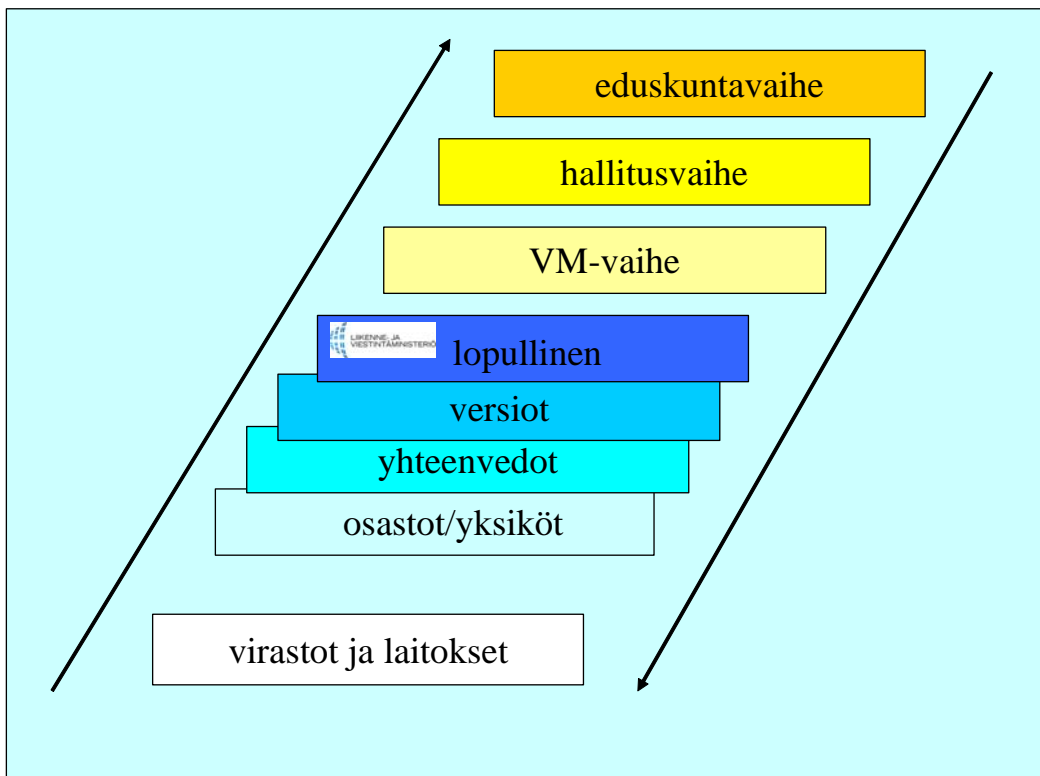 eduskuntavaihe
hallitusvaihe
VM-vaihe
LIIKENNE- JA
VIESTINTÄMINISTERIÖ
lopullinen
versiot
yhteenvedot
osastot/yksiköt
virastot ja laitokset